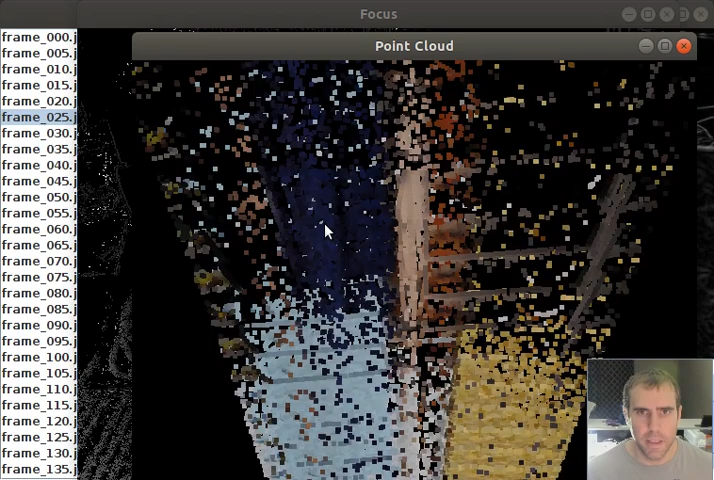 Focus
Point Cloud
frame_000.j
frame_005.j
frame_010.j
frame_015.j
frame_020.j
frame_025.j
frame_030.j
frame_035.j
frame_040.j
frame_045.j
frame_050.j
frame_055.j
frame_060.j
frame_065.j
frame_070.j
frame_075.j
frame_080.j
frame_085.j
frame_090.j
frame_095.j
frame_100.j
frame_105.j
frame_110.j
frame_115.j
frame_120.j
frame_125.j
frame_130.j
frame_135.j